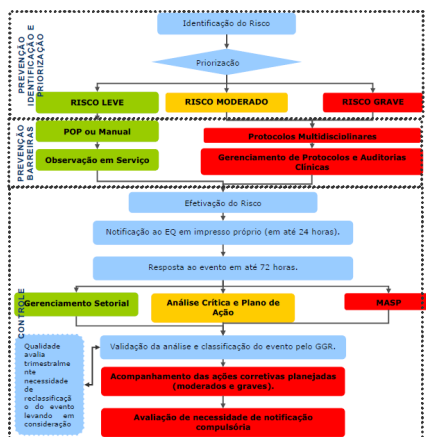 PREVENÇÃO
IDENTIFICAÇÃO E
PRIORIZAÇÃO
Identificação do Risco
Priorização
RISCO LEVE
RISCO MODERADO
RISCO GRAVE
PREVENÇÃO
BARREIRAS
POP ou Manual
Protocolos Multidisciplinares
Observação em Serviço
Gerenciamento de Protocolos e Auditorias
Clínicas
CONTROLE
Efetivação do Risco
Notificação ao EQ em impresso próprio (em até 24 horas).
Resposta ao evento em até 72 horas.
Gerenciamento Setorial
Análise Crítica e Plano de
Ação
MASP
Qualidade
avalia
trimestralme
nte
necessidade
de
reclassificaçã
o do evento
levando em
consideração
Validação da análise e classificação do evento pelo GGR.
Acompanhamento das ações corretivas planejadas
(moderados e graves).
Avaliação de necessidade de notificação
compulsória